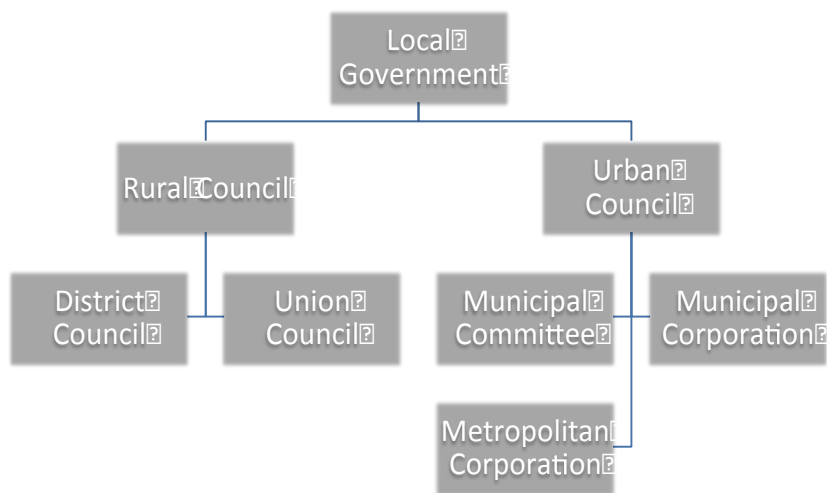 Local
Government
Rural Council
Urban
Council
District
Council
Union
Council
Municipal
Committee
Municipal
Corporation
Metropolitan
Corporation